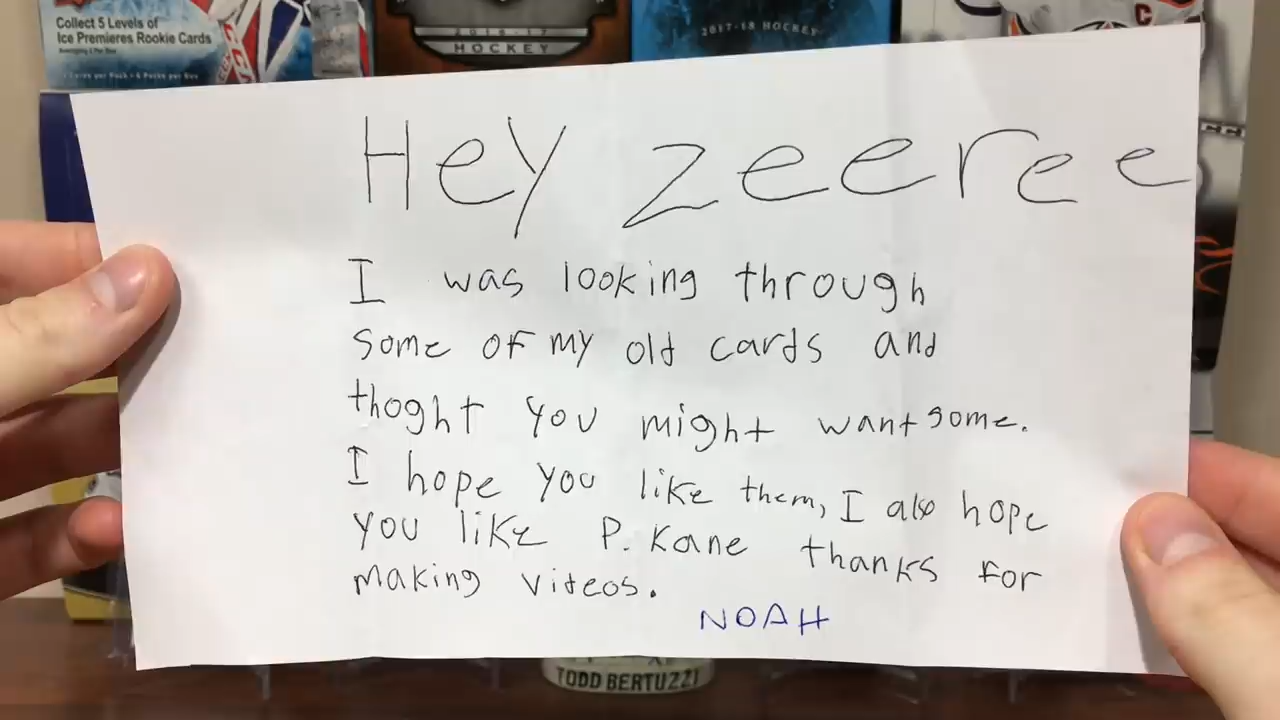 Collect 5 Levels of
Ice Premieres Rookie Cards
HOCKEY
2017-18 HOCKEY
C
Hey zeeree
I was looking through
some of my old cards and
thoght you might want some.
I hope you like them, I also hope
you like P. Kane thanks for
making viteos.
NOAH
TODD BERTUZZI